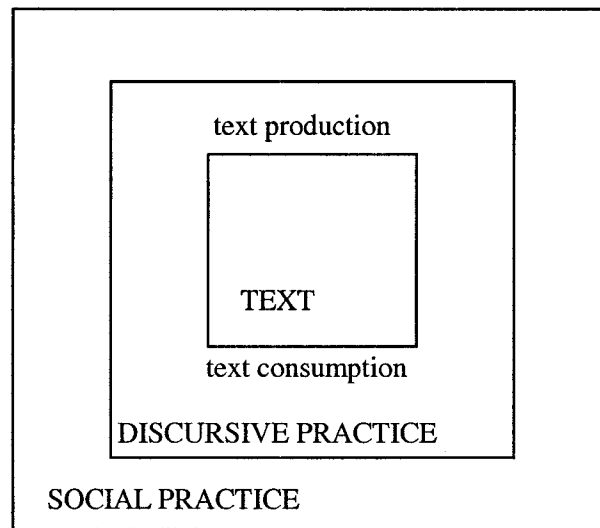 text production
TEXT
text consumption
DISCURSIVE PRACTICE
SOCIAL PRACTICE